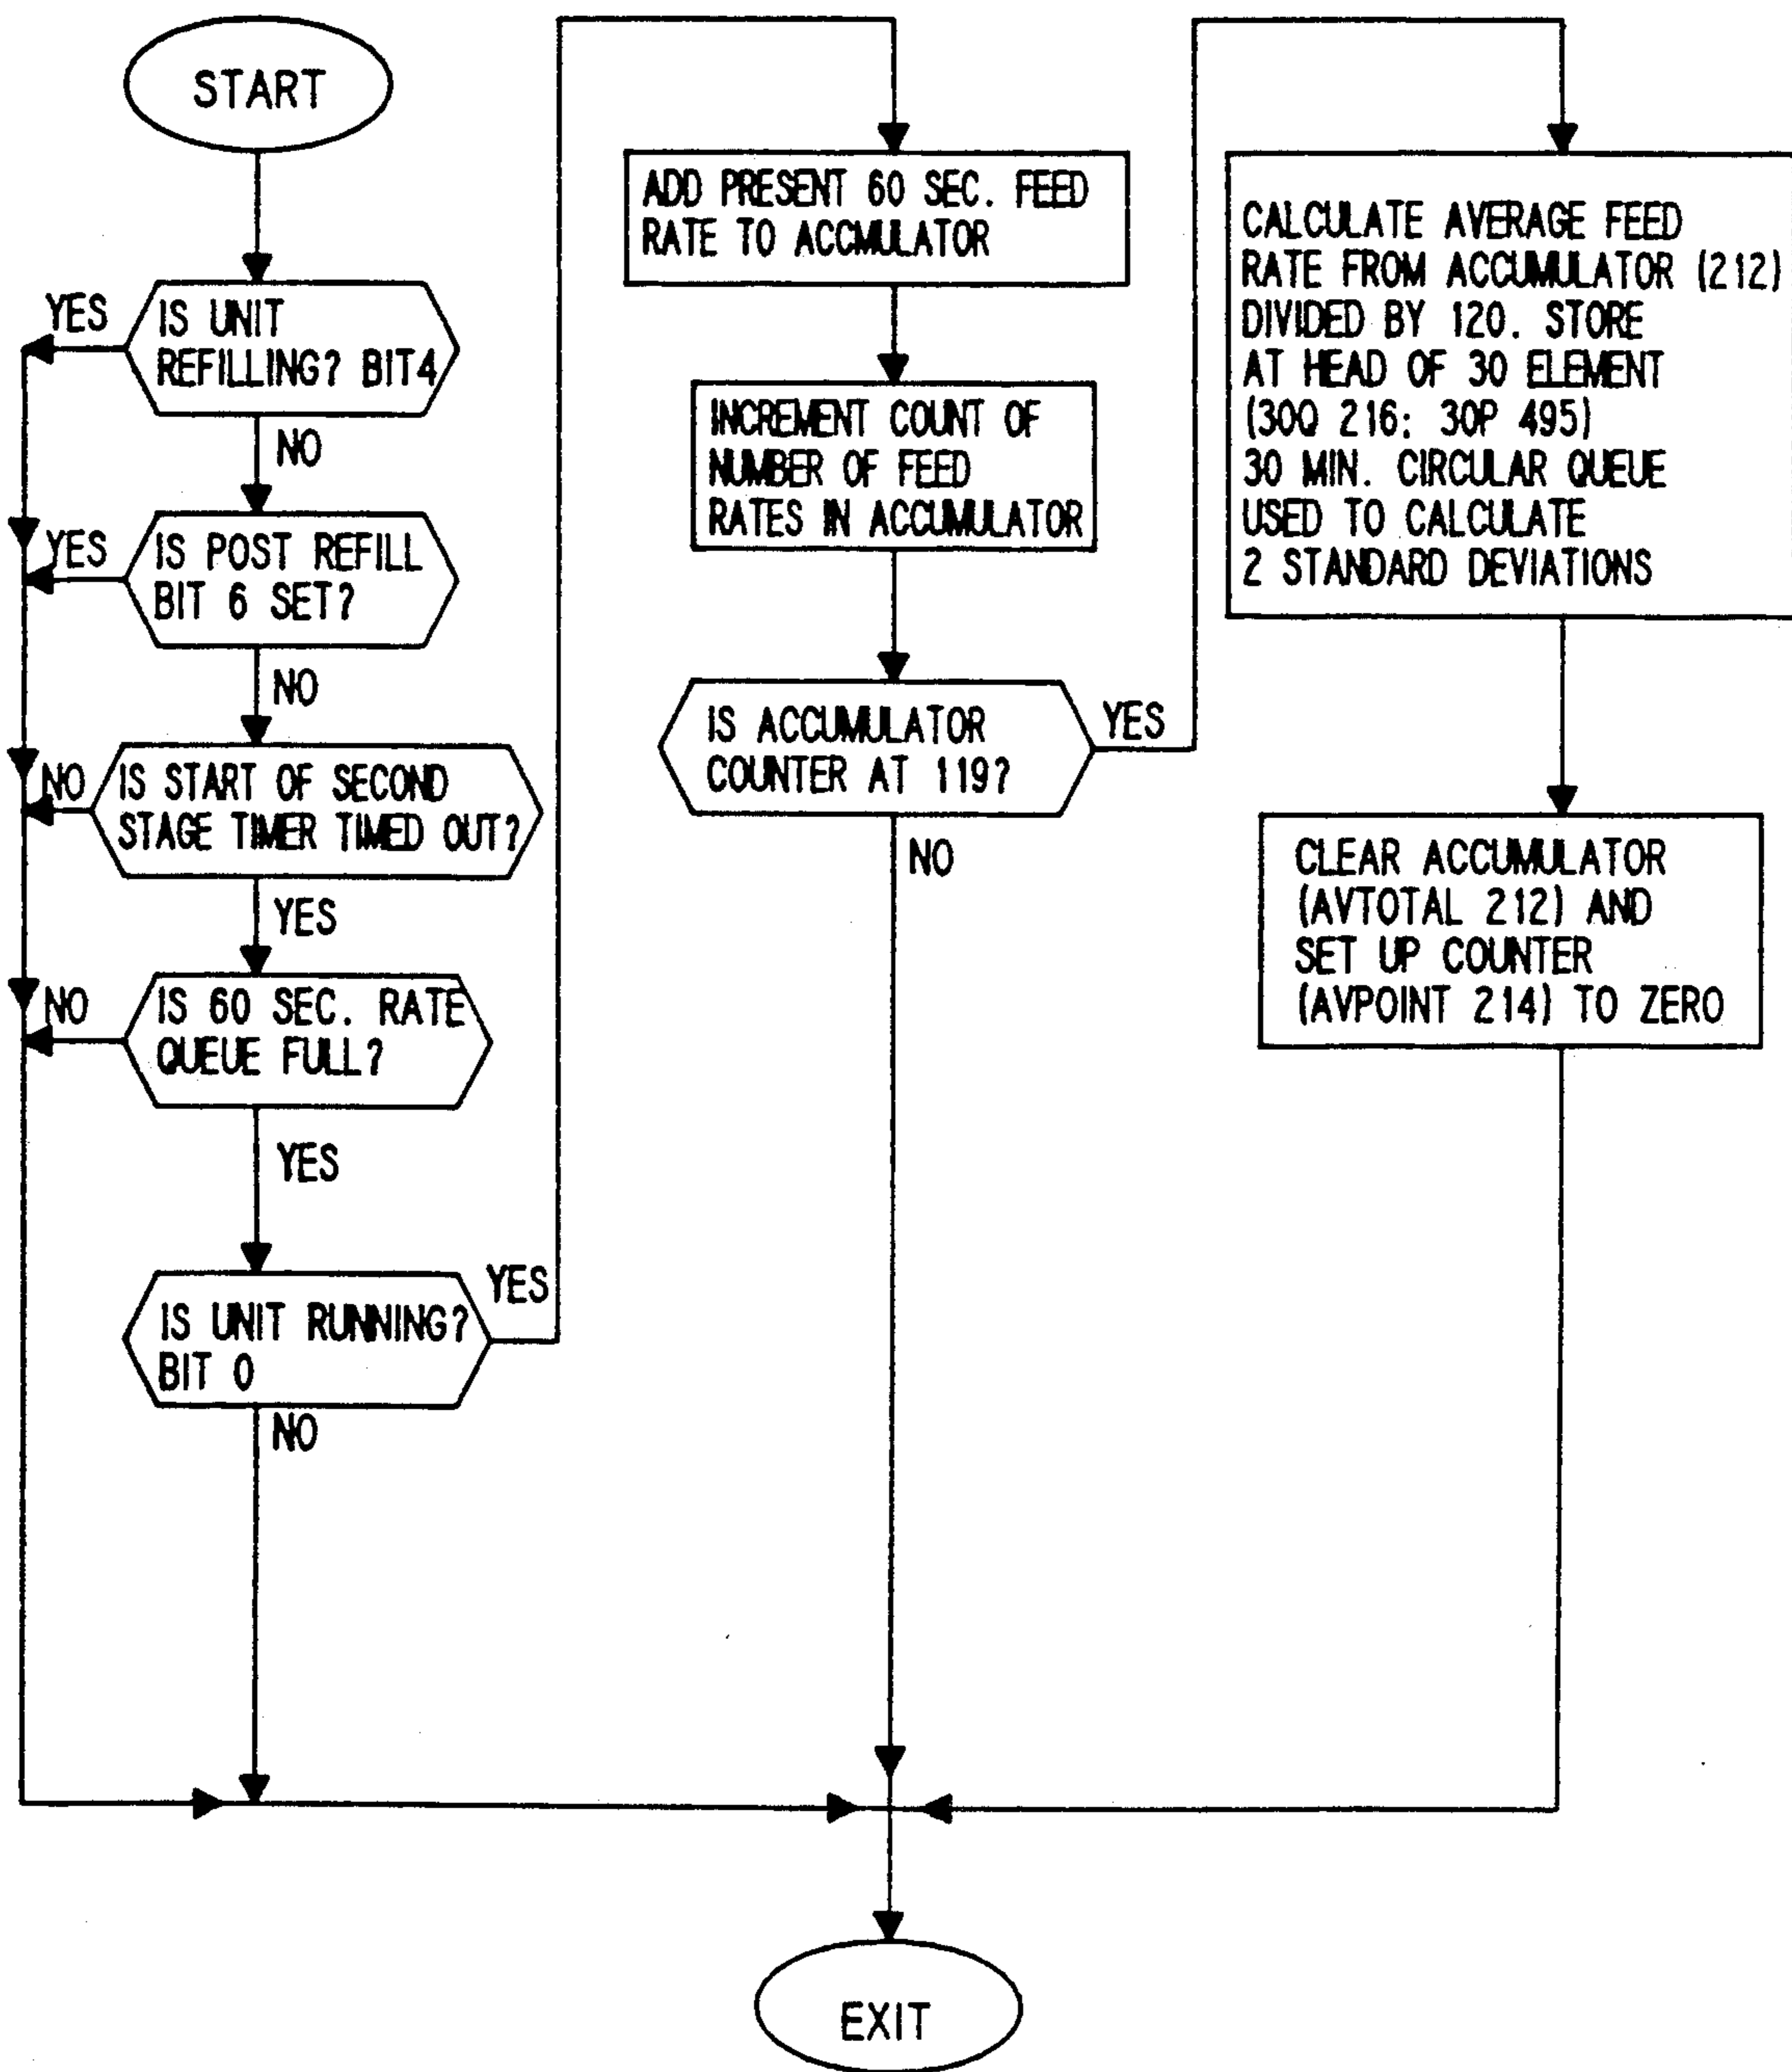 START
IS UNIT
REFILLING? BIT4
YES
NO
IS POST REFILL
BIT 6 SET?
YES
NO
IS START OF SECOND
STAGE TIMER TIMED OUT?
NO
YES
IS 60 SEC. RATE
QUEUE FULL?
NO
YES
IS UNIT RUNNING?
BIT 0
YES
NO
ADD PRESENT 60 SEC. FEED
RATE TO ACCMULATOR
INCREMENT COUNT OF
NUMBER OF FEED
RATES IN ACCUMULATOR
IS ACCUMULATOR
COUNTER AT 119?
YES
NO
CALCULATE AVERAGE FEED
RATE FROM ACCUMULATOR (212)
DIVIDED BY 120. STORE
AT HEAD OF 30 ELEMENT
(30Q 216; 30P 495)
30 MIN. CIRCULAR QUEUE
USED TO CALCULATE
2 STANDARD DEVIATIONS
CLEAR ACCUMULATOR
(AVTOTAL 212) AND
SET UP COUNTER
(AVPOINT 214) TO ZERO
EXIT